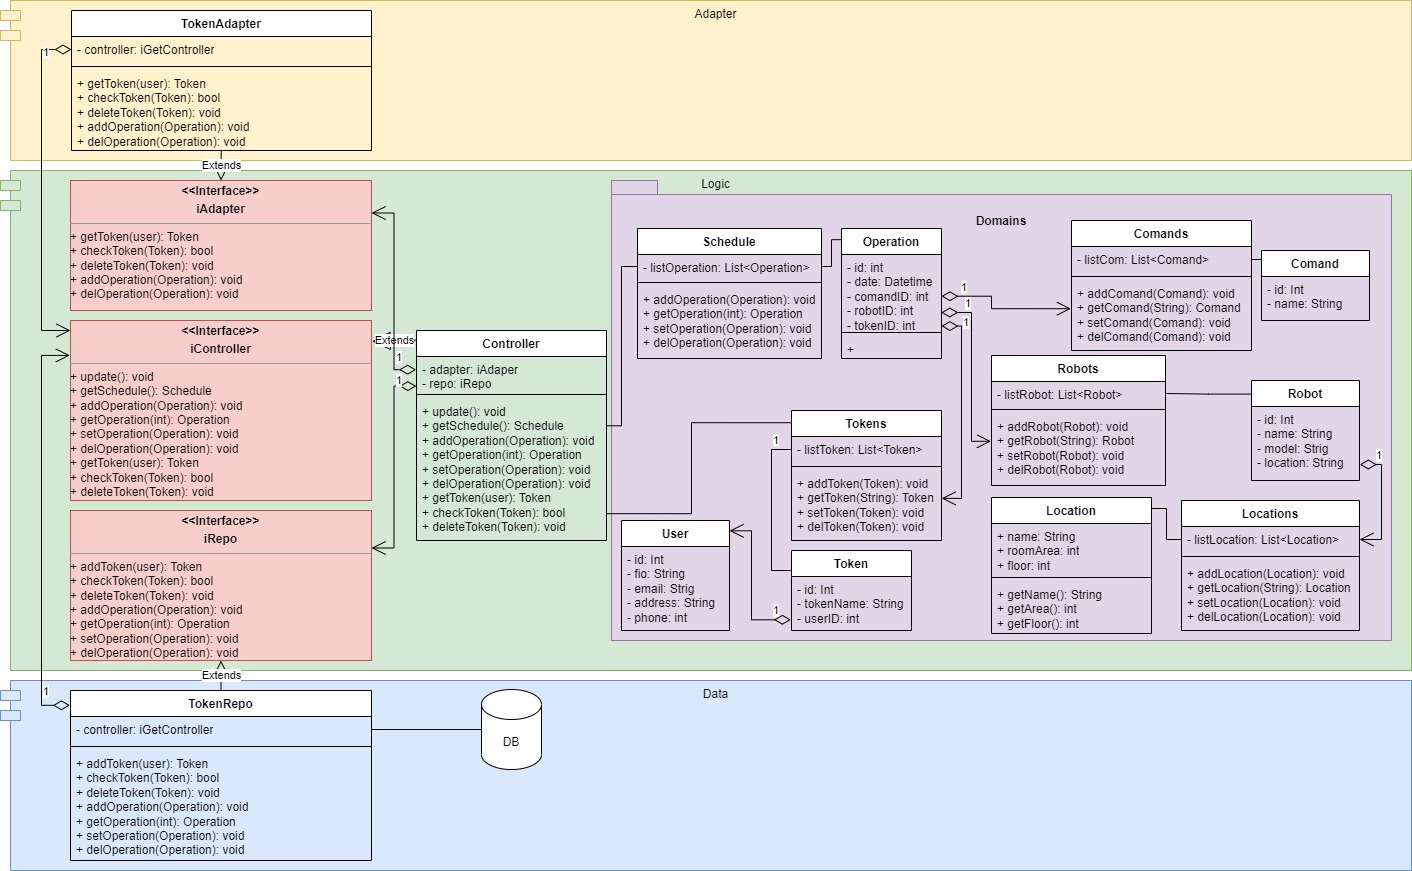 Adapter
TokenAdapter
- controller: iGetController
+ getToken(user): Token
+ checkToken(Token): bool
+ deleteToken(Token): void
+ addOperation(Operation): void
+ delOperation(Operation): void
1
Extends
Logic
<<Interface>>
iAdapter
+ getToken(user): Token
+ checkToken(Token): bool
+ deleteToken(Token): void
+ addOperation(Operation): void
+ delOperation(Operation): void
<<Interface>>
iController
+ update(): void
+ getSchedule(): Schedule
+ addOperation(Operation): void
+ getOperation(int): Operation
+ setOperation(Operation): void
+ delOperation(Operation): void
+ getToken(user): Token
+ checkToken(Token): bool
+ deleteToken(Token): void
<<Interface>>
iRepo
+ addToken(user): Token
+ checkToken(Token): bool
+ deleteToken(Token): void
+ addOperation(Operation): void
+ getOperation(int): Operation
+ setOperation(Operation): void
+ delOperation(Operation): void
Extends
Extends
1
1
Controller
- adapter: iAdaper
- repo: iRepo
+ update(): void
+ getSchedule(): Schedule
+ addOperation(Operation): void
+ getOperation(int): Operation
+ setOperation(Operation): void
+ delOperation(Operation): void
+ getToken(user): Token
+ checkToken(Token): bool
+ deleteToken(Token): void
Domains
Schedule
- listOperation: List<Operation>
+ addOperation(Operation): void
+ getOperation(int): Operation
+ setOperation(Operation): void
+ delOperation(Operation): void
Operation
- id: int
- date: Datetime
- comandID: int
- robotID: int
- tokenID: int
+
1
1
1
Comands
- listCom: List<Comand>
+ addComand(Comand): void
+ getComand(String): Comand
+ setComand(Comand): void
+ delComand(Comand): void
Comand
- id: Int
- name: String
Robots
- listRobot: List<Robot>
+ addRobot(Robot): void
+ getRobot(String): Robot
+ setRobot(Robot): void
+ delRobot(Robot): void
Robot
- id: Int
- name: String
- model: Strig
- location: String
1
Tokens
- listToken: List<Token>
+ addToken(Token): void
+ getToken(String): Token
+ setToken(Token): void
+ delToken(Token): void
1
User
- id: Int
- fio: String
- email: Strig
- address: String
- phone: int
Token
- id: Int
- tokenName: String
- userID: int
1
Location
+ name: String
+ roomArea: int
+ floor: int
+ getName(): String
+ getArea(): int
+ getFloor(): int
Locations
- listLocation: List<Location>
+ addLocation(Location): void
+ getLocation(String): Location
+ setLocation(Location): void
+ delLocation(Location): void
Data
1
TokenRepo
- controller: iGetController
+ addToken(user): Token
+ checkToken(Token): bool
+ deleteToken(Token): void
+ addOperation(Operation): void
+ getOperation(int): Operation
+ setOperation(Operation): void
+ delOperation(Operation): void
DB